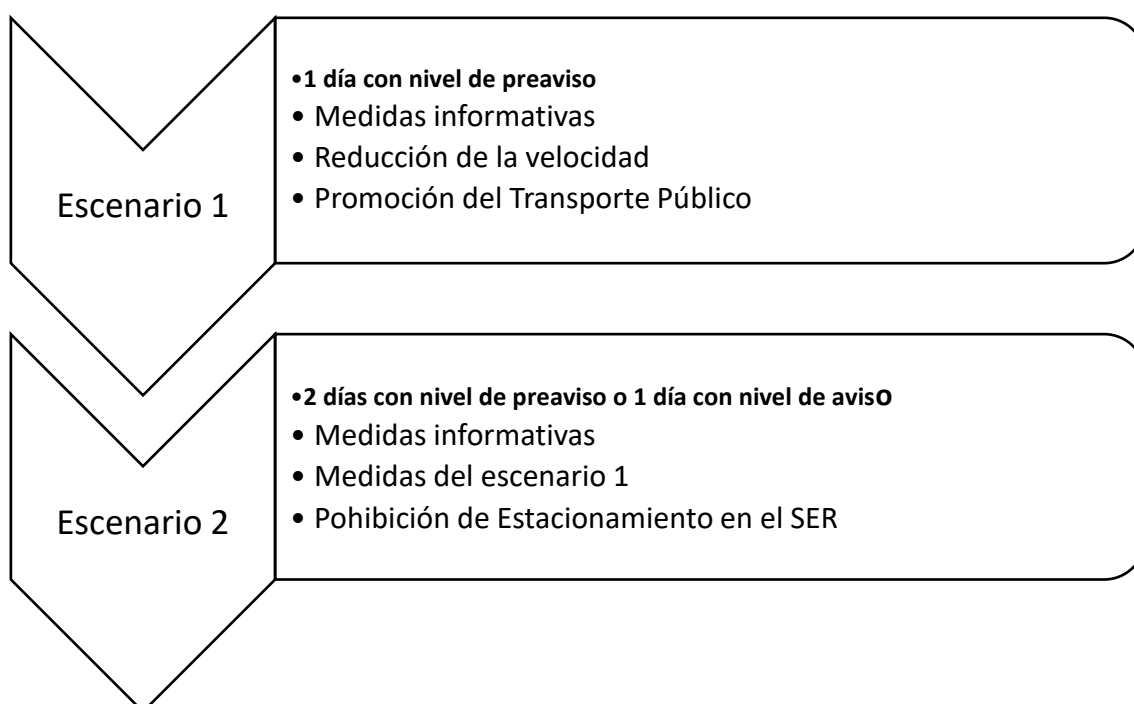 Escenario 1
•1 día con nivel de preaviso
• Medidas informativas
• Reducción de la velocidad
• Promoción del Transporte Público
Escenario 2
•2 días con nivel de preaviso o 1 día con nivel de aviso
• Medidas informativas
• Medidas del escenario 1
• Pohibición de Estacionamiento en el SER